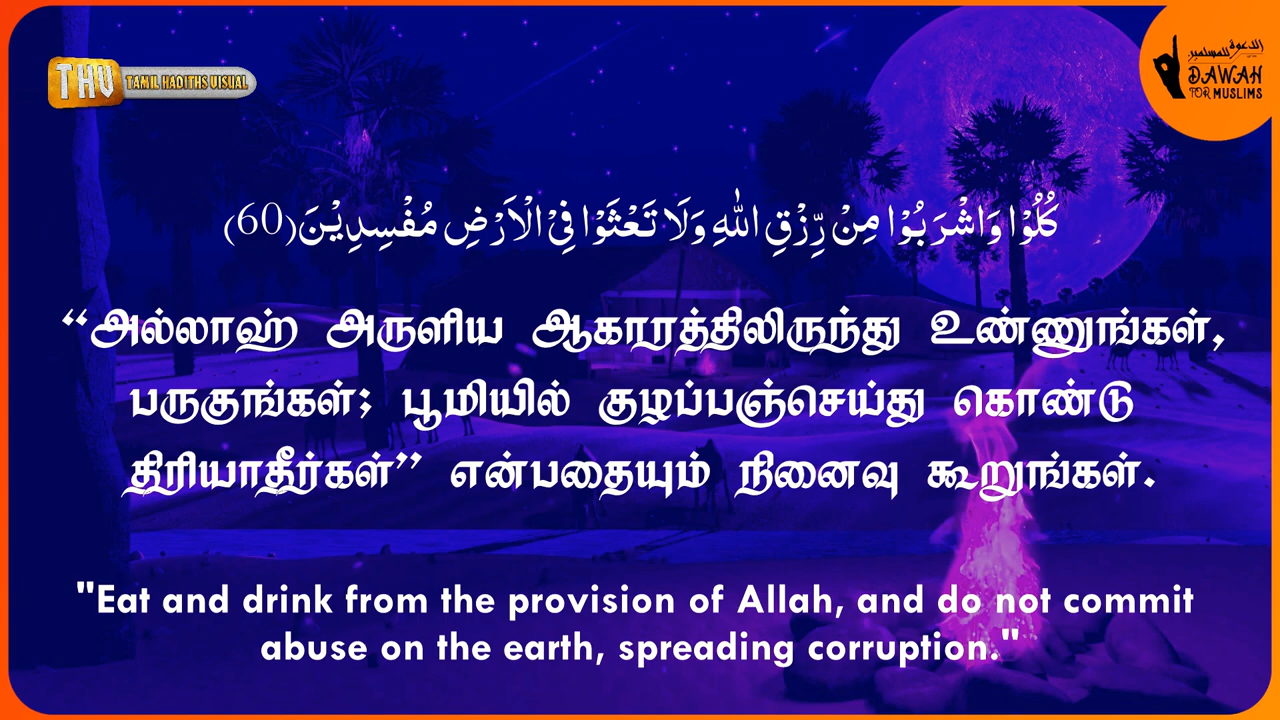 THV TAMIL HADITHS VISUAL
الدعوة للمسلمين
DAWAH
FOR MUSLIMS
كُلُوْا وَاشْرَبُوْا مِنْ رِّزْقِ اللّٰهِ وَلَا تَعْثَوْا فِىْ الْاَرْضِ مُفْسِدِيْنَ(60)
“அல்லாஹ் அருளிய ஆகாரத்திலிருந்து உண்ணுங்கள்,
பருகுங்கள்; பூமியில் குழப்பஞ்செய்து கொண்டு
திரியாதீர்கள்” என்பதையும் நினைவு கூறுங்கள்.
"Eat and drink from the provision of Allah, and do not commit
abuse on the earth, spreading corruption."